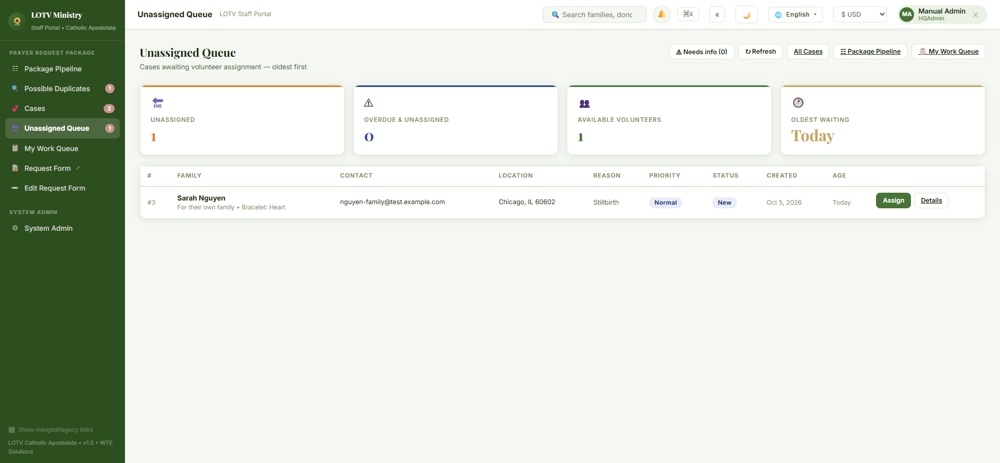 LOTV Ministry
Staff Portal • Catholic Apostolate
PRAYER REQUEST PACKAGE
Package Pipeline
Possible Duplicates 1
Cases 2
Unassigned Queue 1
My Work Queue
Request Form ↗
Edit Request Form
SYSTEM ADMIN
System Admin
Show merged/legacy links
LOTV Catholic Apostolate • v1.0 • WTE
Solutions
Unassigned Queue LOTV Staff Portal
Search families, donc
⌘K
«
English
$ USD
MA
Manual Admin
HQAdmin
Unassigned Queue
Cases awaiting volunteer assignment — oldest first
⚠ Needs info (0)
↻ Refresh
All Cases
Package Pipeline
My Work Queue
END
UNASSIGNED
1
OVERDUE & UNASSIGNED
0
AVAILABLE VOLUNTEERS
1
OLDEST WAITING
Today
# FAMILY CONTACT LOCATION REASON PRIORITY STATUS CREATED AGE
#3 Sarah Nguyen nguyen-family@test.example.com Chicago, IL 60602 Stillbirth Normal New Oct 5, 2026 Today Assign Details
For their own family • Bracelet: Heart